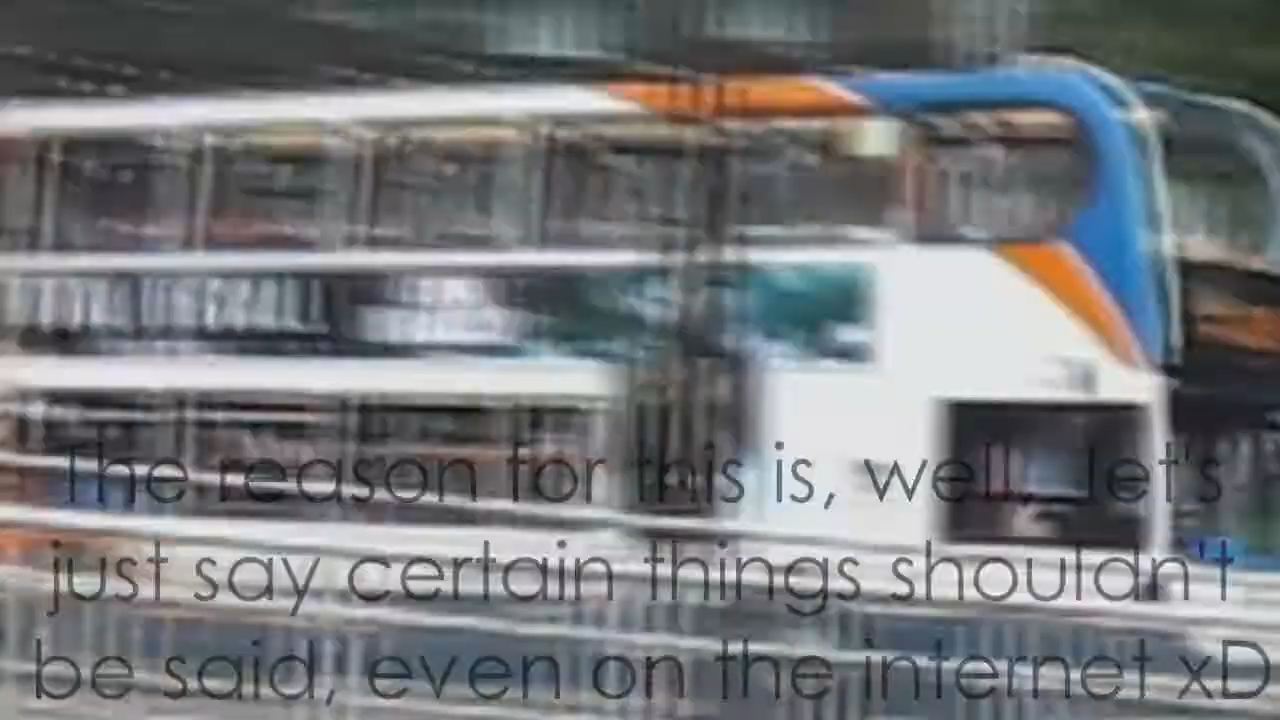 The reason for this is, well, let's
just say certain things shouldn't
be said, even on the internet xD